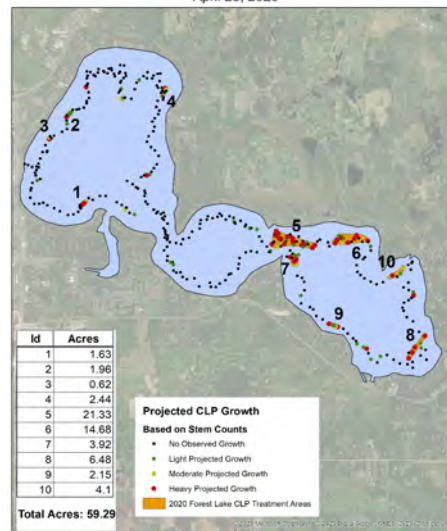 April 28, 2020
4
3
2
1
5
6
10
7
9
8
Id Acres
1 1.63
2 1.96
3 0.62
4 2.44
5 21.33
6 14.68
7 3.92
8 6.48
9 2.15
10 4.1
Total Acres: 59.29
Projected CLP Growth
Based on Stem Counts
No Observed Growth
Light Projected Growth
Moderate Projected Growth
Heavy Projected Growth
2020 Forest Lake CLP Treatment Areas